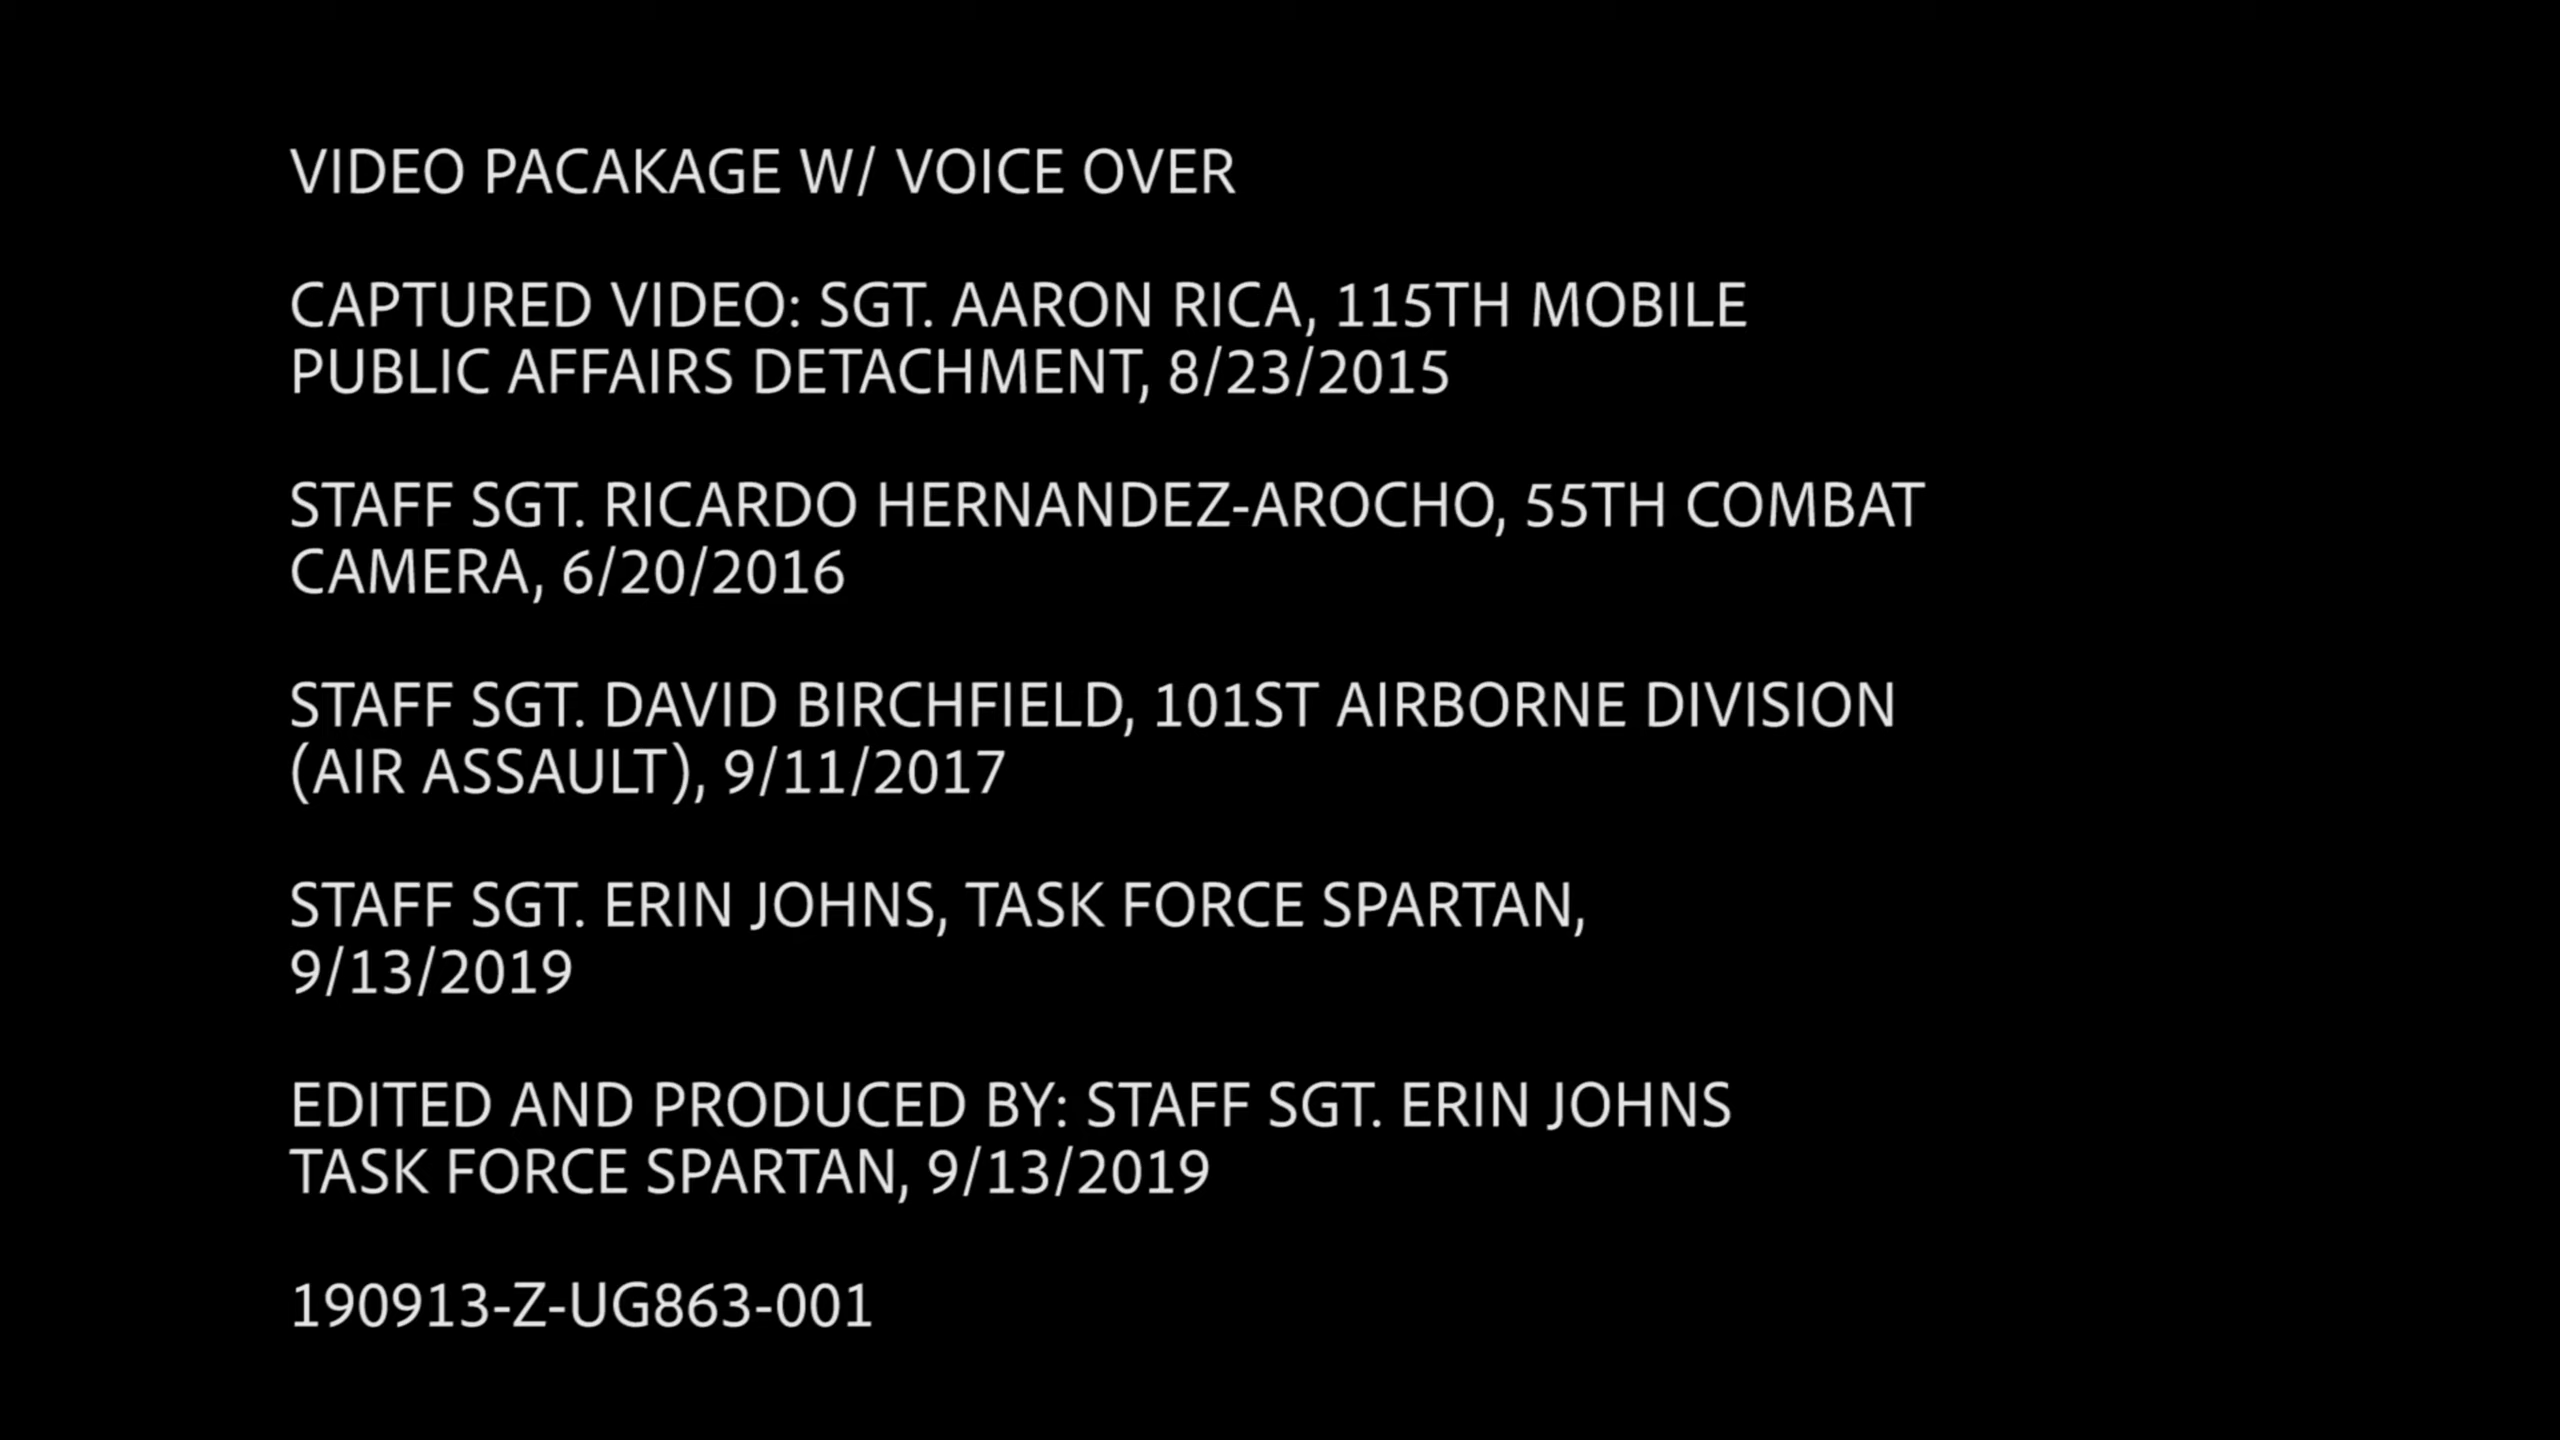 VIDEO PACAKAGE W/ VOICE OVER
CAPTURED VIDEO: SGT. AARON RICA, 115TH MOBILE
PUBLIC AFFAIRS DETACHMENT, 8/23/2015
STAFF SGT. RICARDO HERNANDEZ-AROCHO, 55TH COMBAT
CAMERA, 6/20/2016
STAFF SGT. DAVID BIRCHFIELD, 101ST AIRBORNE DIVISION
(AIR ASSAULT), 9/11/2017
STAFF SGT. ERIN JOHNS, TASK FORCE SPARTAN,
9/13/2019
EDITED AND PRODUCED BY: STAFF SGT. ERIN JOHNS
TASK FORCE SPARTAN, 9/13/2019
190913-Z-UG863-001